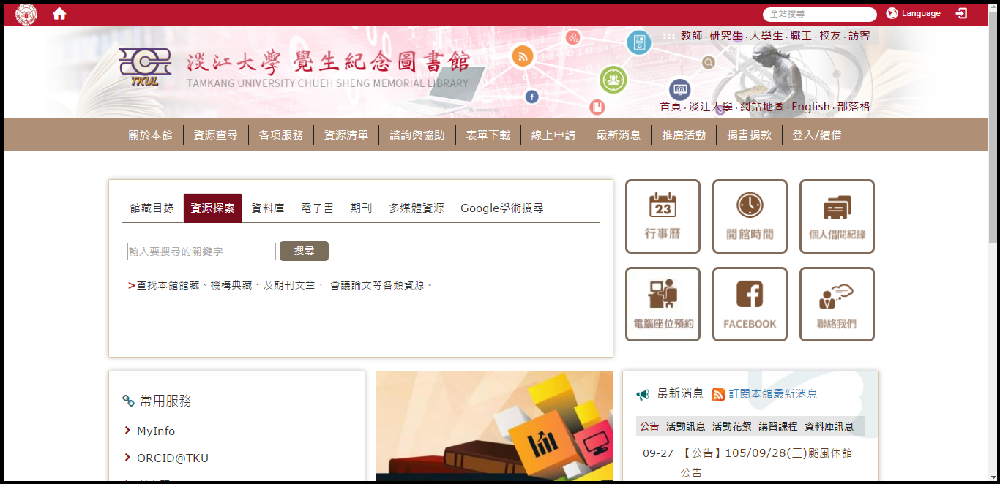 全站搜尋 Language
教師 . 研究生 . 大學生 . 職工 . 校友 . 訪客
淡江大學 覺生紀念圖書館
TKUL
TAMKANG UNIVERSITY CHUEH SHENG MEMORIAL LIBRARY
首頁 . 淡江大學 . 網站地圖 . English . 部落格
關於本館 資源查尋 各項服務 資源清單 諮詢與協助 表單下載 線上申請 最新消息 推廣活動 捐書捐款 登入/續借
館藏目錄 資源探索 資料庫 電子書 期刊 多媒體資源 Google學術搜尋
輸入要搜尋的關鍵字 搜尋
>查找本館館藏、機構典藏、及期刊文章、 會議論文等各類資源。
23
行事曆 開館時間 個人借閱紀錄
電腦座位預約 FACEBOOK 聯絡我們
常用服務
MyInfo
ORCID@TKU
最新消息 訂閱本館最新消息
公告 活動訊息 活動花絮 講習課程 資料庫訊息
09-27 【公告】105/09/28(三)颱風休館
公告